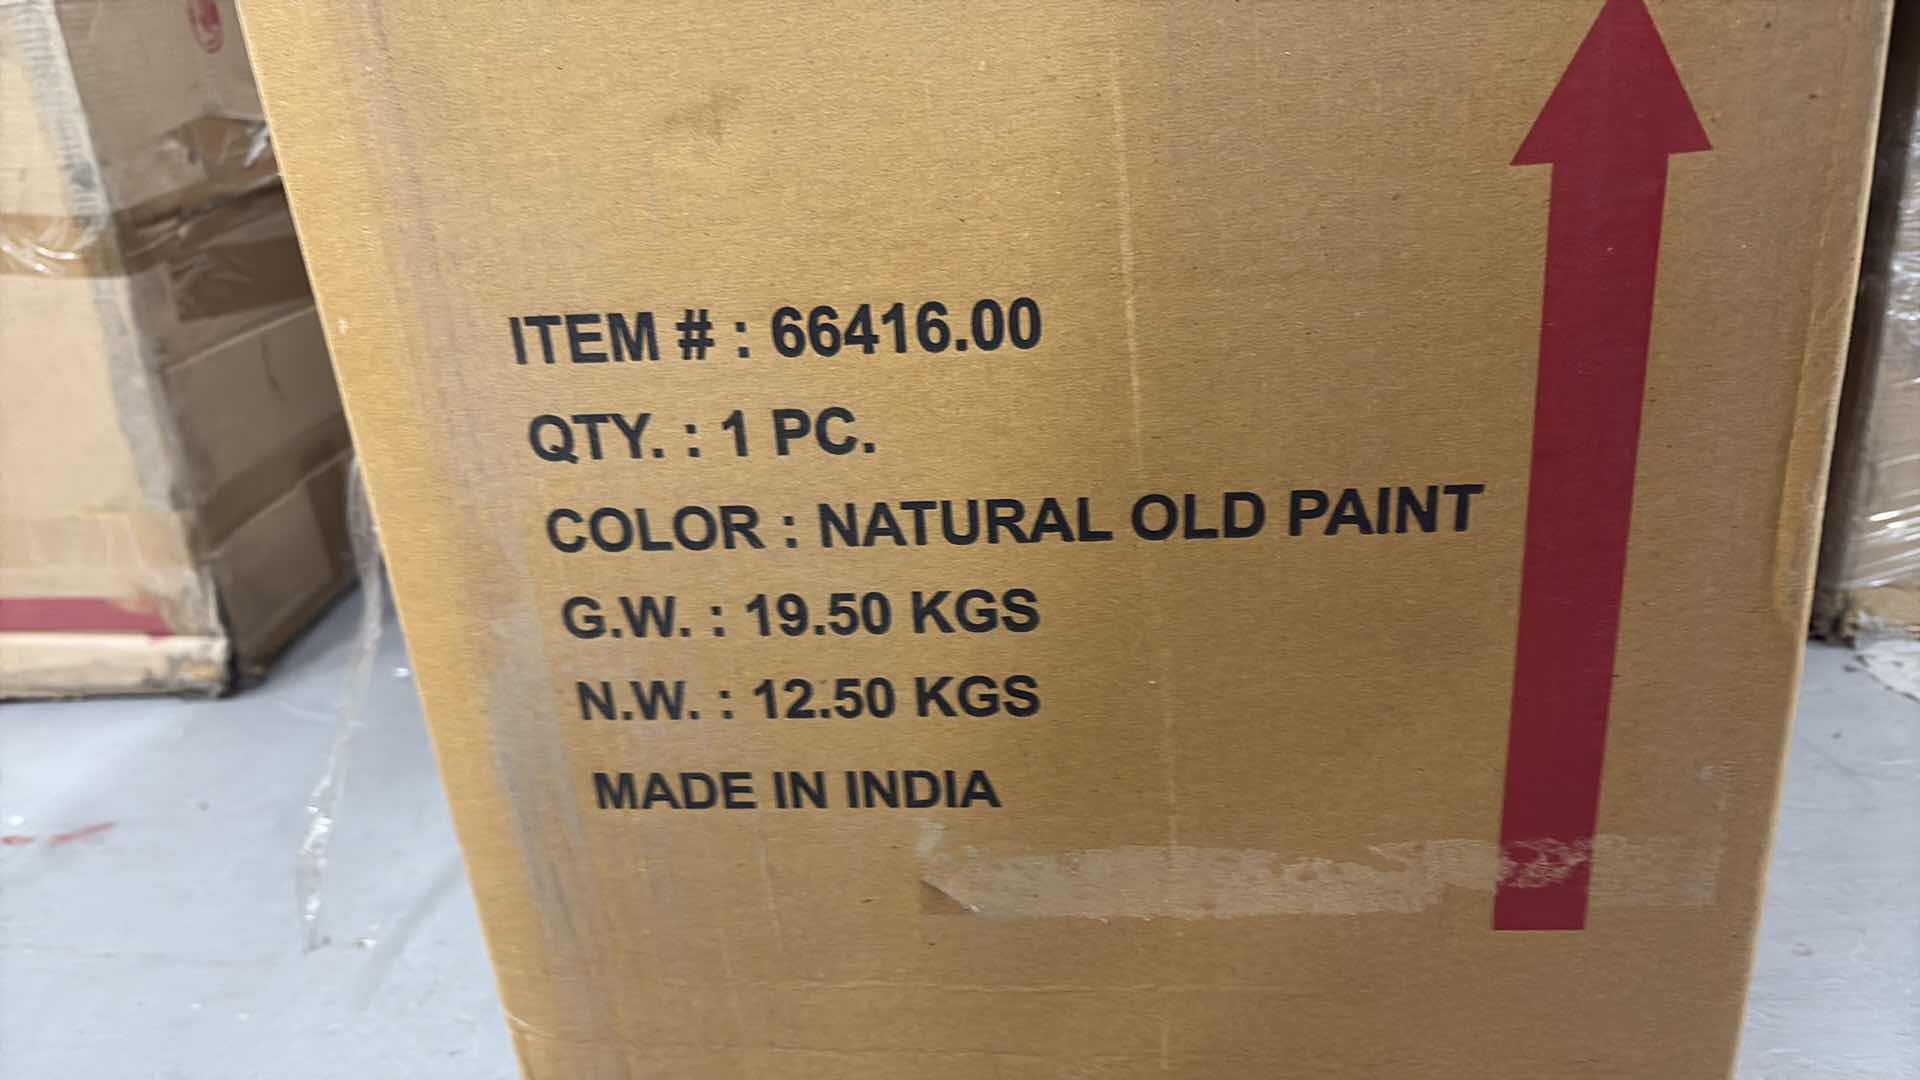 ITEM # : 66416.00
QTY. : 1 PC.
COLOR : NATURAL OLD PAINT
G.W. : 19.50 KGS
N.W. : 12.50 KGS
MADE IN INDIA